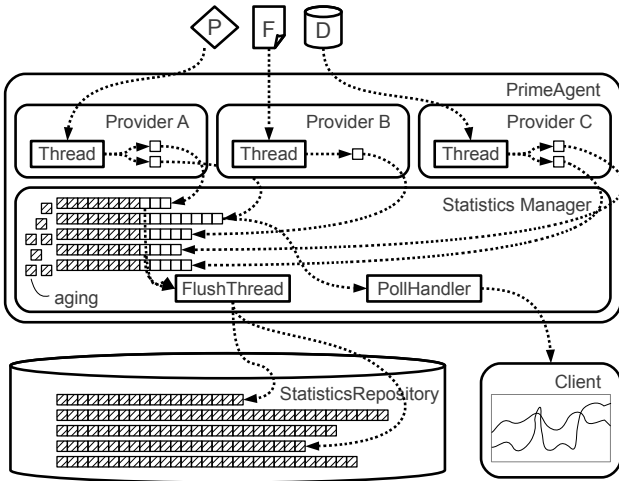 P
F
D
PrimeAgent
Provider A
Provider B
Provider C
Thread
Thread
Thread
Statistics Manager
aging
FlushThread
PollHandler
StatisticsRepository
Client